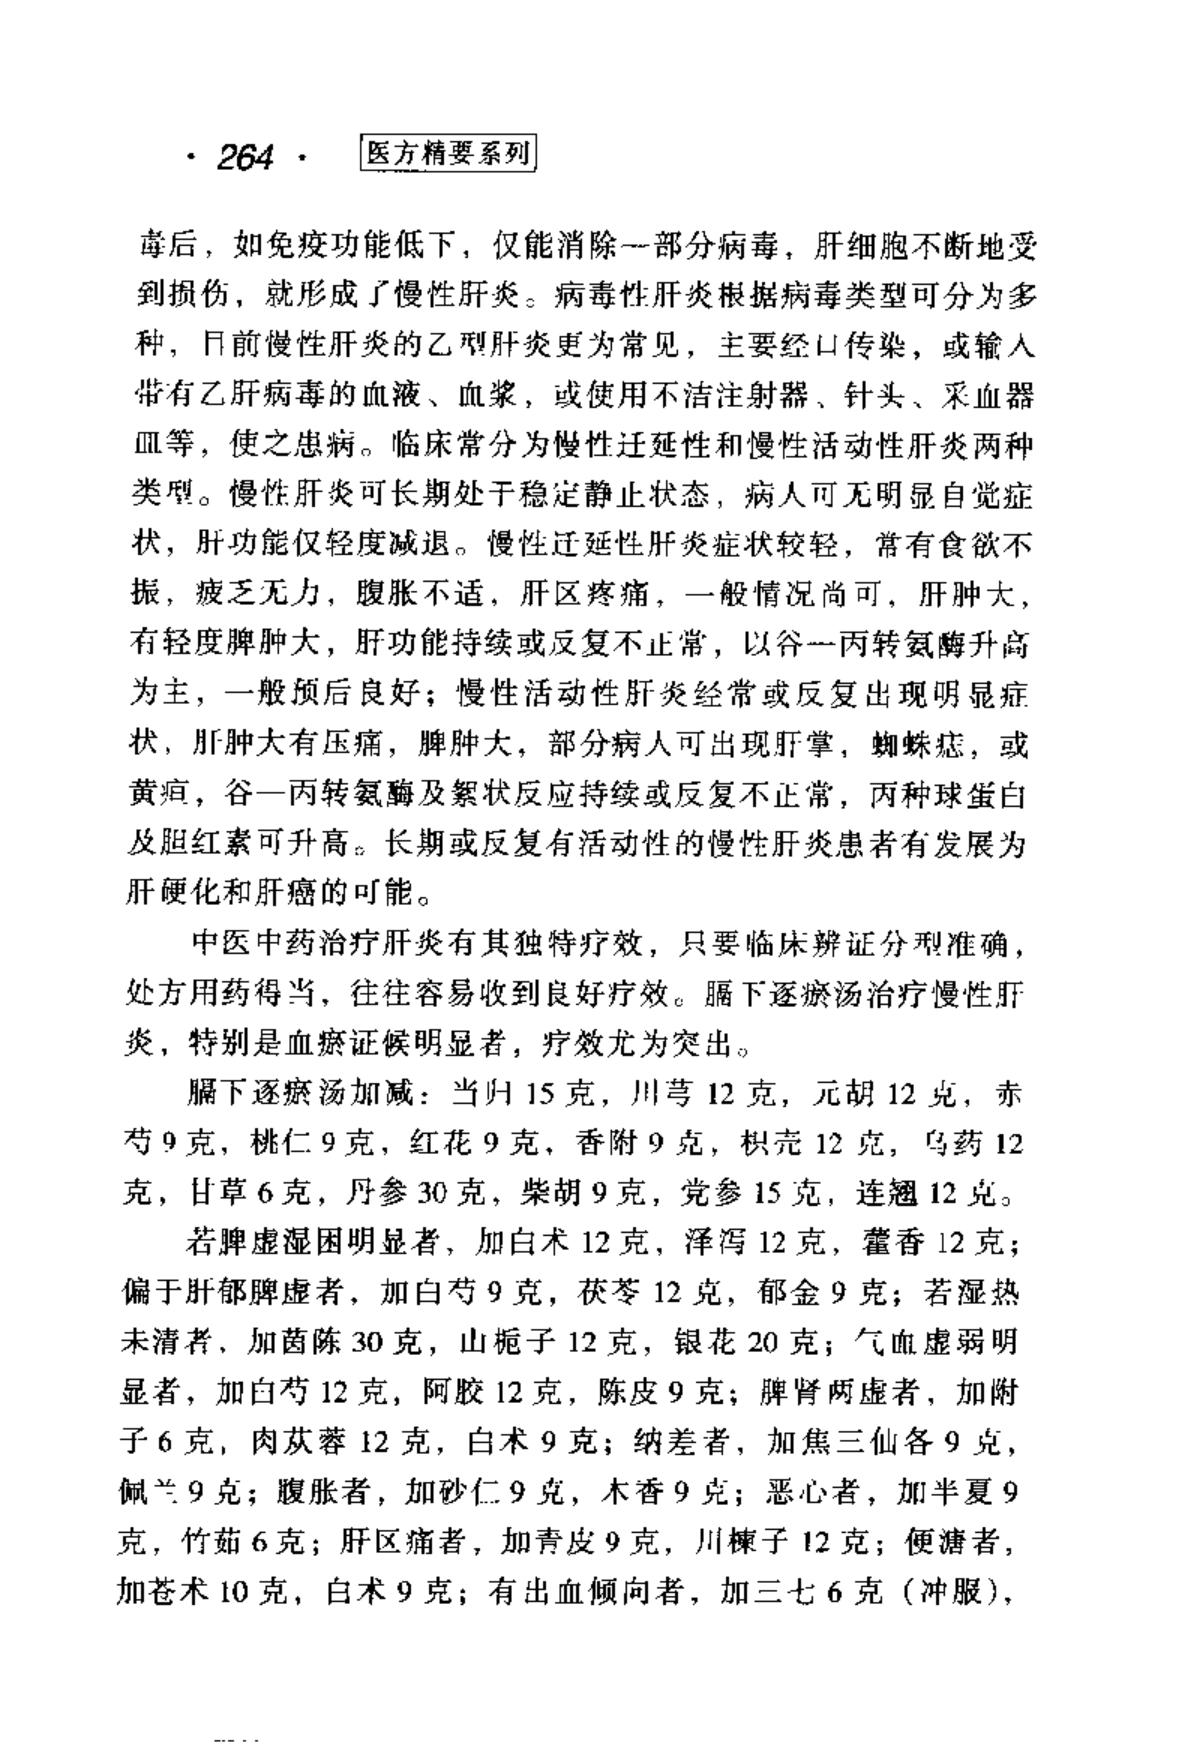 · 264 · 医方精要系列
毒后，如免疫功能低下，仅能消除一部分病毒，肝细胞不断地受
到损伤，就形成了慢性肝炎。病毒性肝炎根据病毒类型可分为多
种，目前慢性肝炎的乙型肝炎更为常见，主要经口传染，或输入
带有乙肝病毒的血液、血浆，或使用不洁注射器、针头、采血器
皿等，使之患病。临床常分为慢性迁延性和慢性活动性肝炎两种
类型。慢性肝炎可长期处于稳定静止状态，病人可无明显自觉症
状，肝功能仅轻度减退。慢性迁延性肝炎症状较轻，常有食欲不
振，疲乏无力，腹胀不适，肝区疼痛，一般情况尚可，肝肿大，
有轻度脾肿大，肝功能持续或反复不正常，以谷一丙转氨酶升高
为主，一般预后良好；慢性活动性肝炎经常或反复出现明显症
状，肝肿大有压痛，脾肿大，部分病人可出现肝掌，蜘蛛痣，或
黄疸，谷一丙转氨酶及絮状反应持续或反复不正常，丙种球蛋白
及胆红素可升高。长期或反复有活动性的慢性肝炎患者有发展为
肝硬化和肝癌的可能。
中医中药治疗肝炎有其独特疗效，只要临床辨证分型准确，
处方用药得当，往往容易收到良好疗效。膈下逐瘀汤治疗慢性肝
炎，特别是血瘀证候明显者，疗效尤为突出。
膈下逐瘀汤加减：当归 15 克，川芎 12 克，元胡 12 克，赤
芍 9 克，桃仁 9 克，红花 9 克，香附 9 克，枳壳 12 克，乌药 12
克，甘草 6 克，丹参 30 克，柴胡 9 克，党参 15 克，连翘 12 克。
若脾虚湿困明显者，加白术 12 克，泽泻 12 克，藿香 12 克；
偏于肝郁脾虚者，加白芍 9 克，茯苓 12 克，郁金 9 克；若湿热
未清者，加茵陈 30 克，山栀子 12 克，银花 20 克；气血虚弱明
显者，加白芍 12 克，阿胶 12 克，陈皮 9 克；脾肾两虚者，加附
子 6 克，肉苁蓉 12 克，白术 9 克；纳差者，加焦三仙各 9 克，
佩兰 9 克；腹胀者，加砂仁 9 克，木香 9 克；恶心者，加半夏 9
克，竹茹 6 克；肝区痛者，加青皮 9 克，川楝子 12 克；便溏者，
加苍术 10 克，白术 9 克；有出血倾向者，加三七 6 克（冲服），